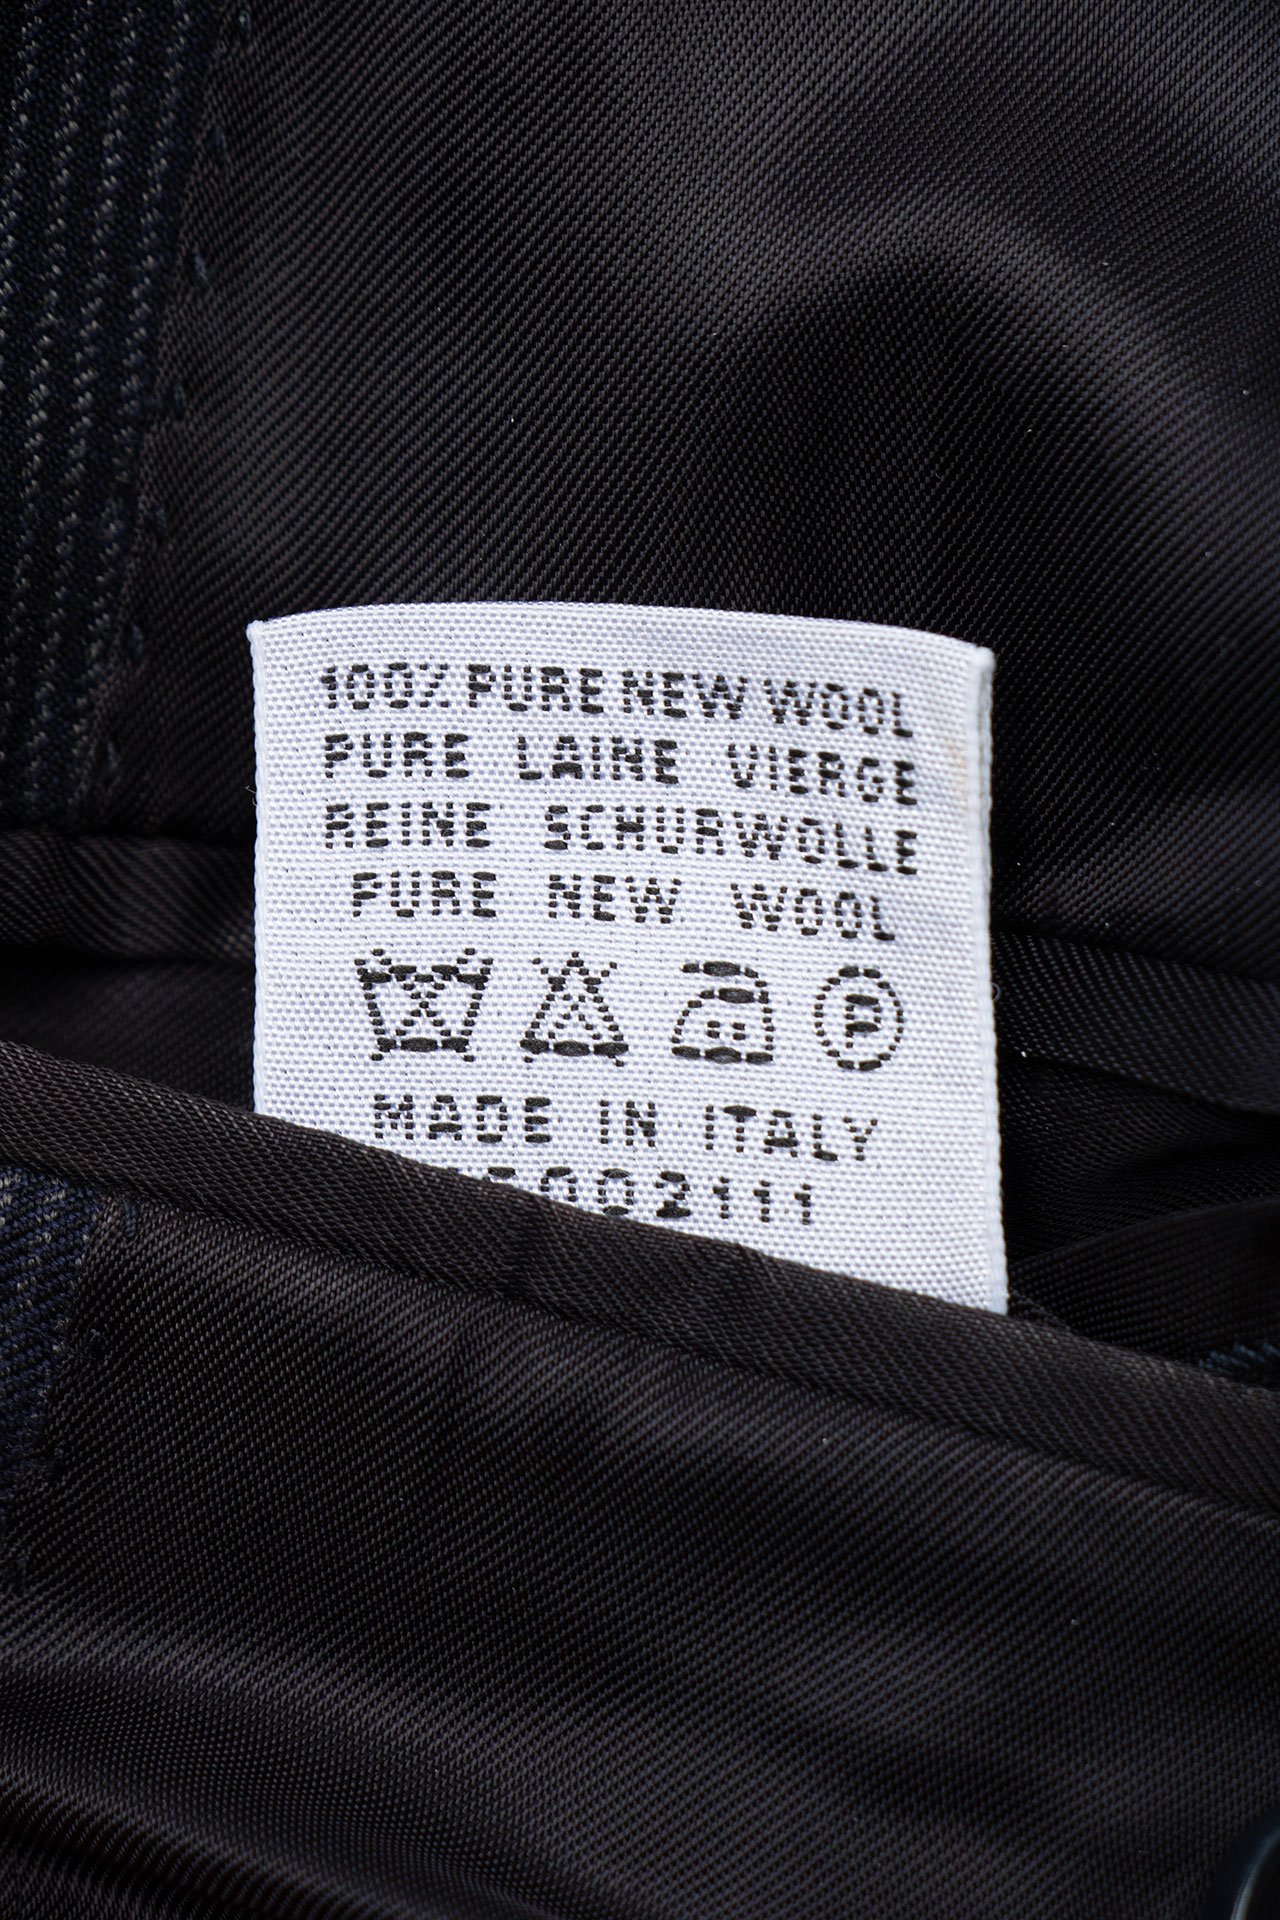 100% PURE NEW WOOL
PURE LAINE VIERGE
REINE SCHURWOLLE
PURE NEW WOOL
P
MADE IN ITALY